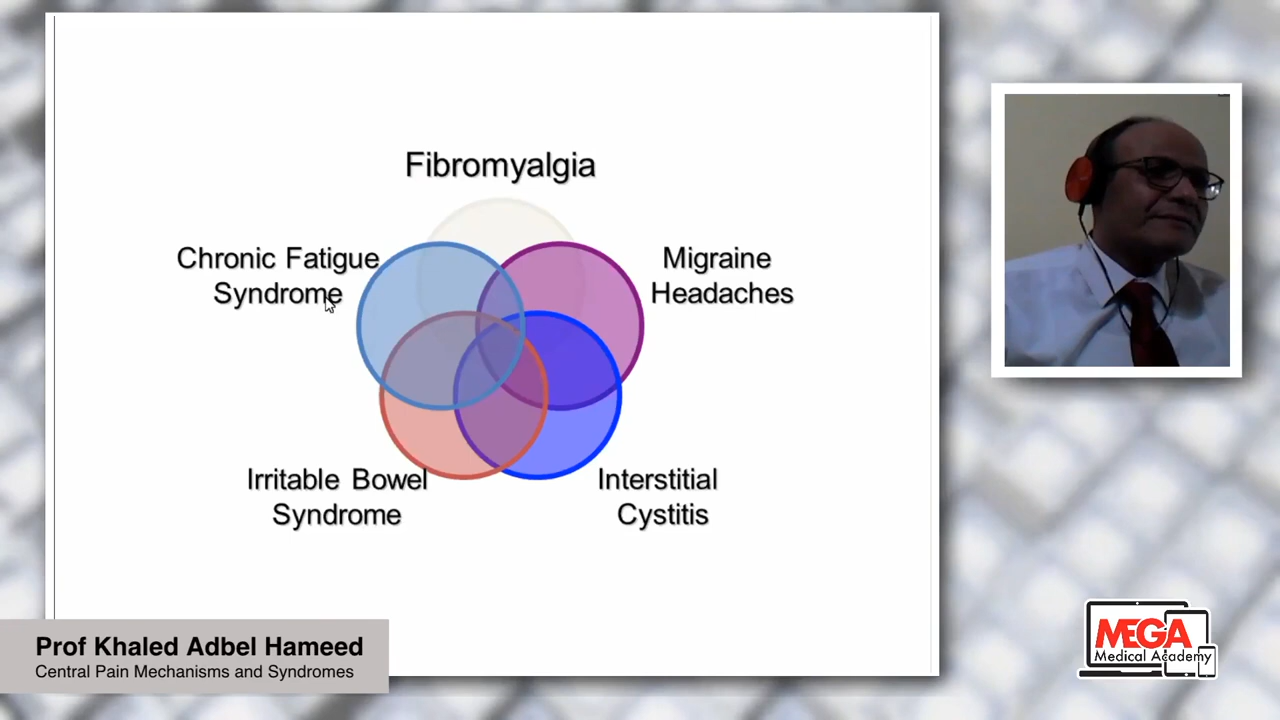 Fibromyalgia
Chronic Fatigue
Syndrome
Migraine
Headaches
Irritable Bowel
Syndrome
Interstitial
Cystitis
Prof Khaled Adbel Hameed
Central Pain Mechanisms and Syndromes
MEGA
Medical Academy